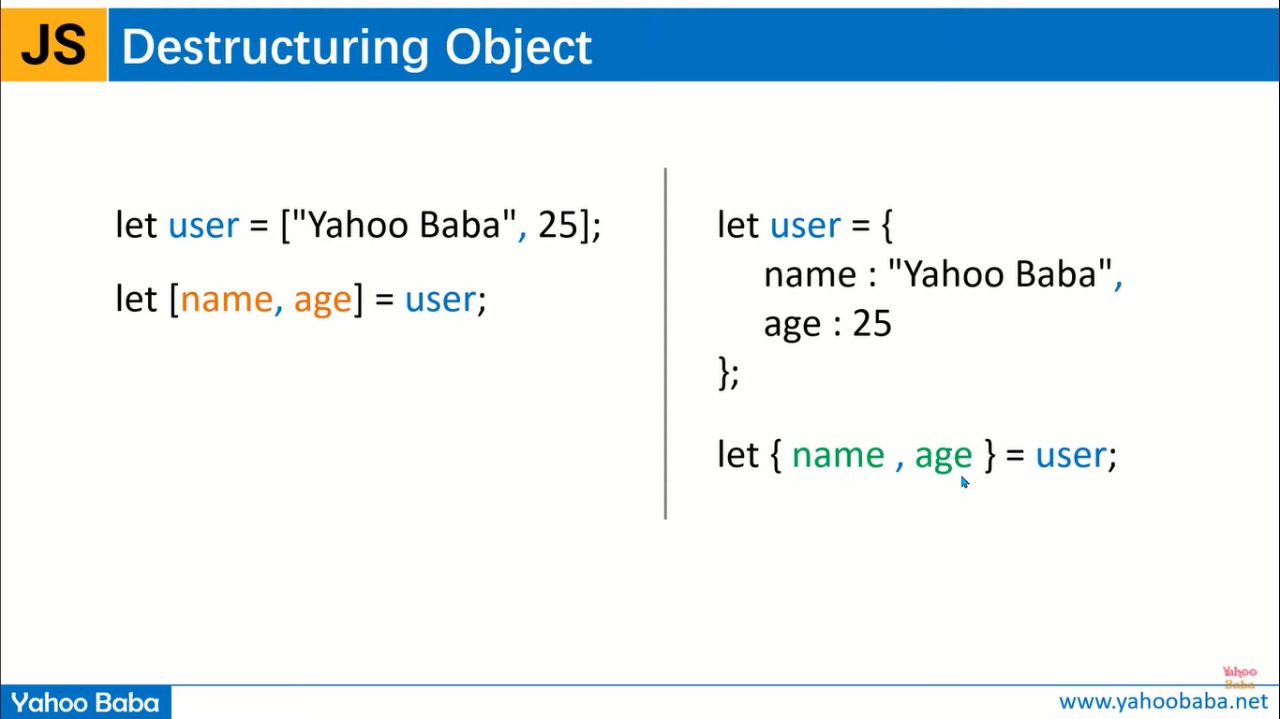 JS Destructuring Object
let user = ["Yahoo Baba", 25];
let [name, age] = user;
let user = {
name : "Yahoo Baba",
age : 25
};
let { name , age } = user;
Yahoo
Baba
Yahoo Baba
www.yahoobaba.net